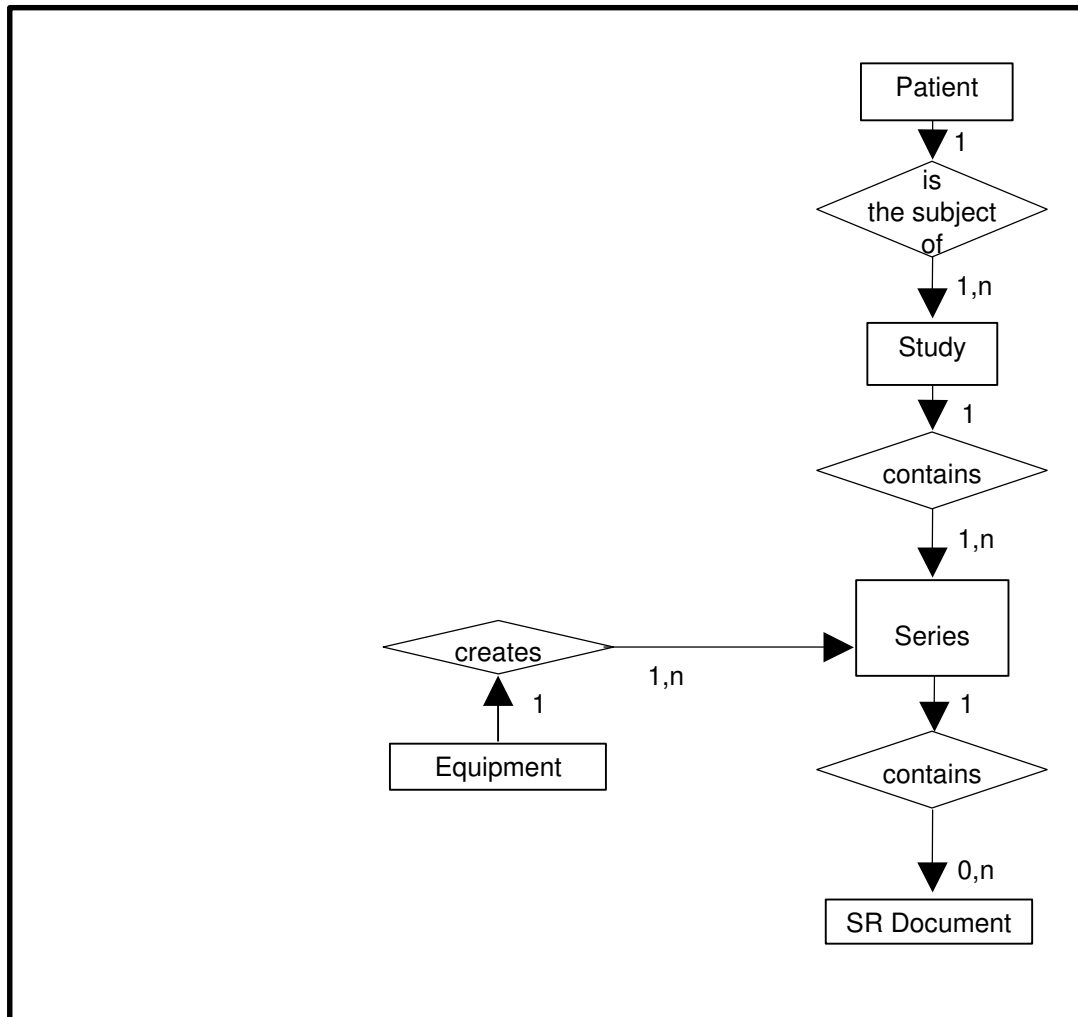 Patient
1
is
the subject
of
1,n
Study
1
contains
1,n
Series
creates
1,n
1
1
Equipment
contains
0,n
SR Document